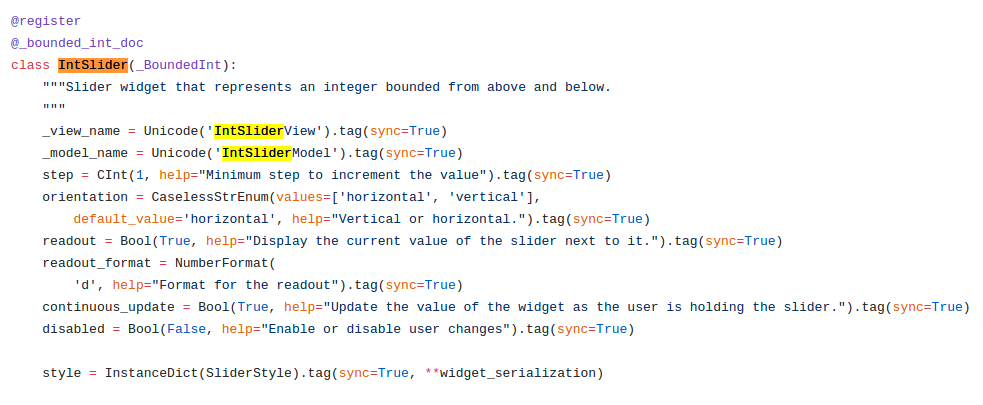 @register
@_bounded_int_doc
class IntSlider(_BoundedInt):
    """Slider widget that represents an integer bounded from above and below.
    """
    _view_name = Unicode('IntSliderView').tag(sync=True)
    _model_name = Unicode('IntSliderModel').tag(sync=True)
    step = CInt(1, help="Minimum step to increment the value").tag(sync=True)
    orientation = CaselessStrEnum(values=['horizontal', 'vertical'],
        default_value='horizontal', help="Vertical or horizontal.").tag(sync=True)
    readout = Bool(True, help="Display the current value of the slider next to it.").tag(sync=True)
    readout_format = NumberFormat(
        'd', help="Format for the readout").tag(sync=True)
    continuous_update = Bool(True, help="Update the value of the widget as the user is holding the slider.").tag(sync=True)
    disabled = Bool(False, help="Enable or disable user changes").tag(sync=True)

    style = InstanceDict(SliderStyle).tag(sync=True, **widget_serialization)